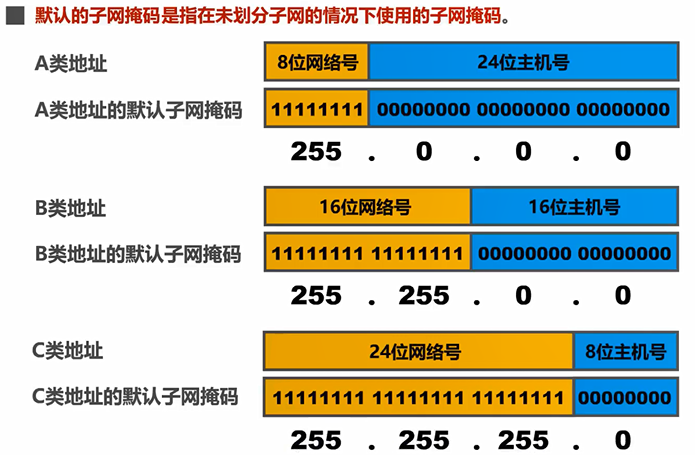 默认的子网掩码是指在未划分子网的情况下使用的子网掩码。
A类地址 8位网络号 24位主机号
A类地址的默认子网掩码 11111111 00000000 00000000 00000000
255 . 0 . 0 . 0
B类地址 16位网络号 16位主机号
B类地址的默认子网掩码 11111111 11111111 00000000 00000000
255 . 255 . 0 . 0
C类地址 24位网络号 8位主机号
C类地址的默认子网掩码 11111111 11111111 11111111 00000000
255 . 255 . 255 . 0